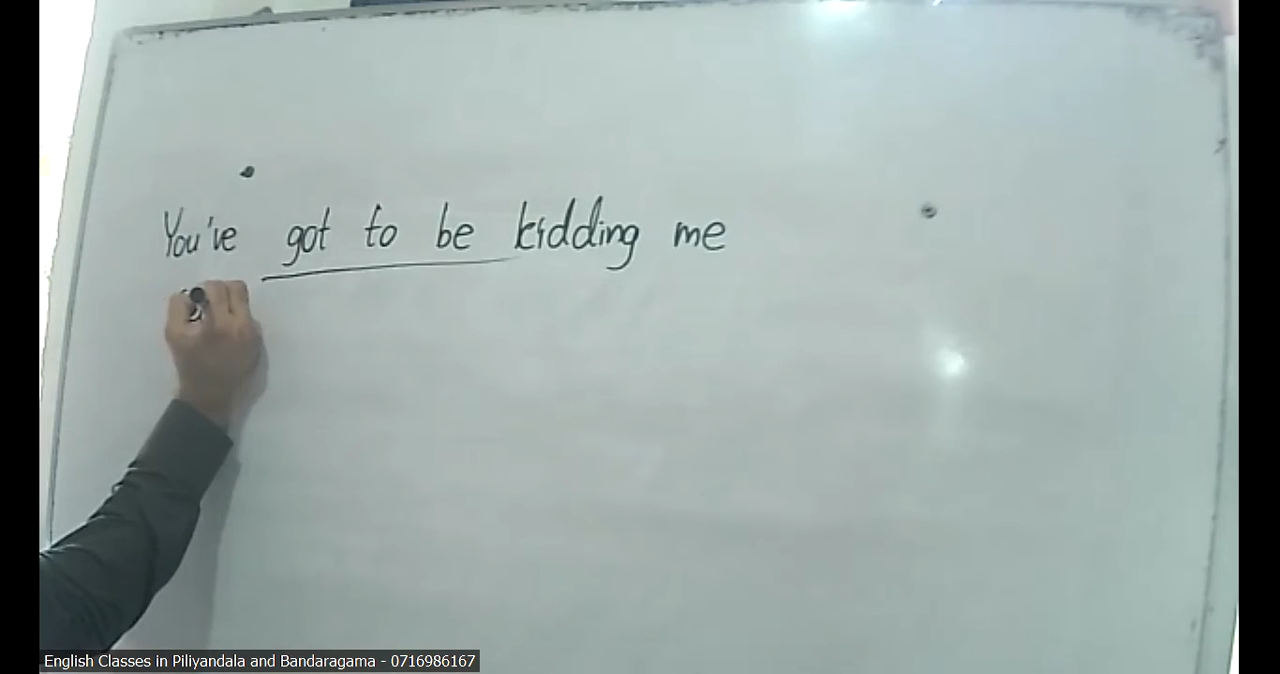 You've got to be kidding me
English Classes in Piliyandala and Bandaragama - 0716986167